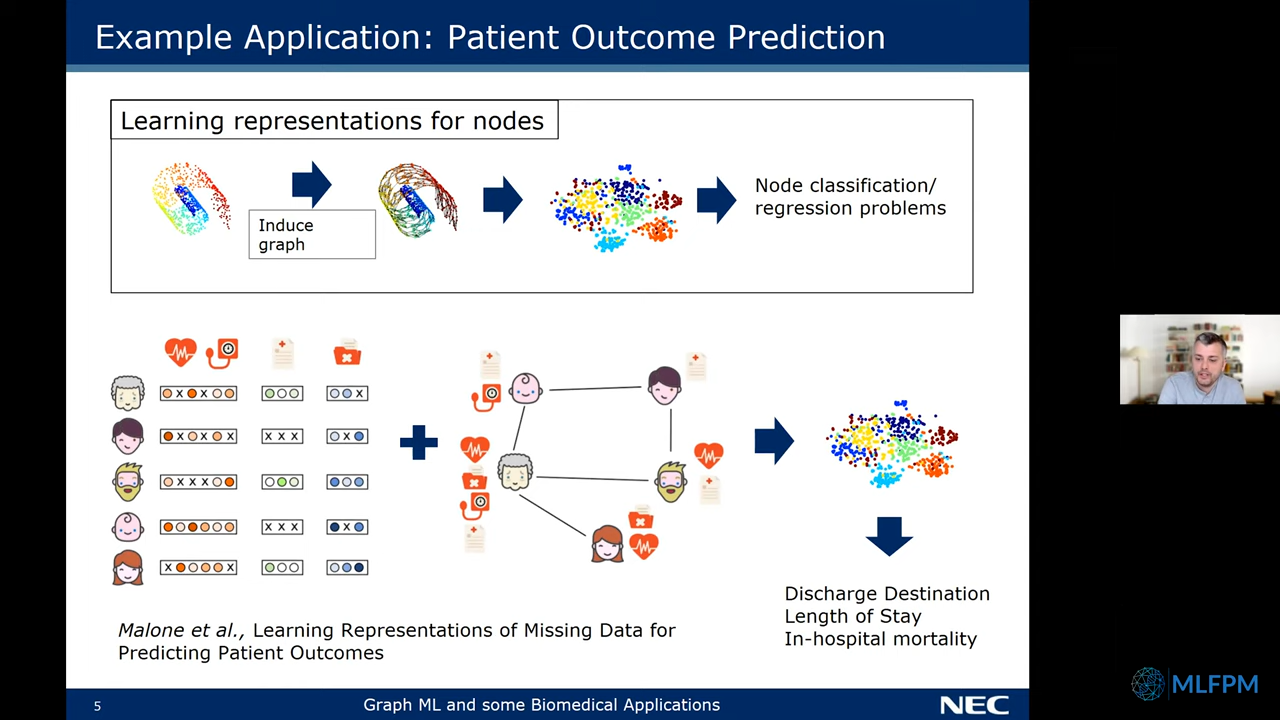 Example Application: Patient Outcome Prediction
Learning representations for nodes
Induce
graph
Node classification/
regression problems
Malone et al., Learning Representations of Missing Data for
Predicting Patient Outcomes
Discharge Destination
Length of Stay
In-hospital mortality
5
Graph ML and some Biomedical Applications
NEC
MLFPM